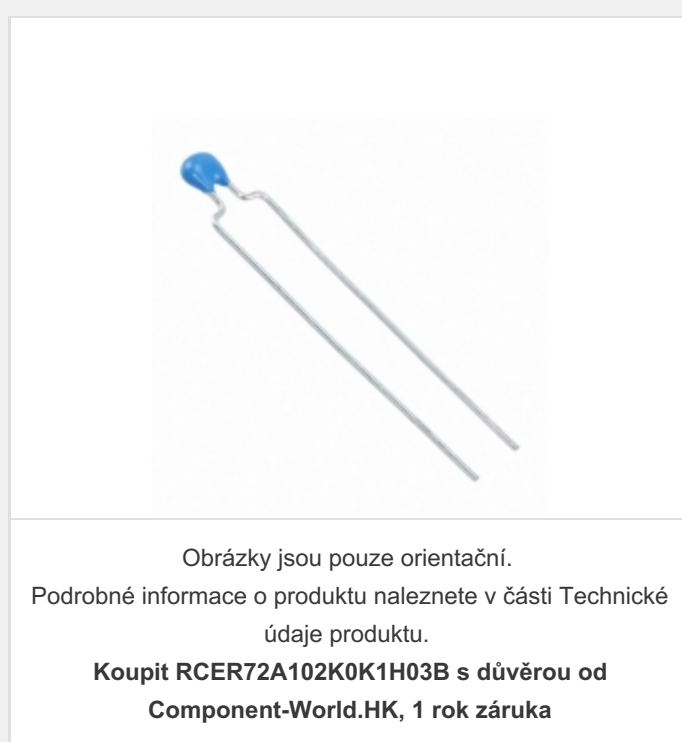 Obrázky jsou pouze orientační.
Podrobné informace o produktu naleznete v části Technické
údaje produktu.
Koupit RCER72A102K0K1H03B s důvěrou od
Component-World.HK, 1 rok záruka